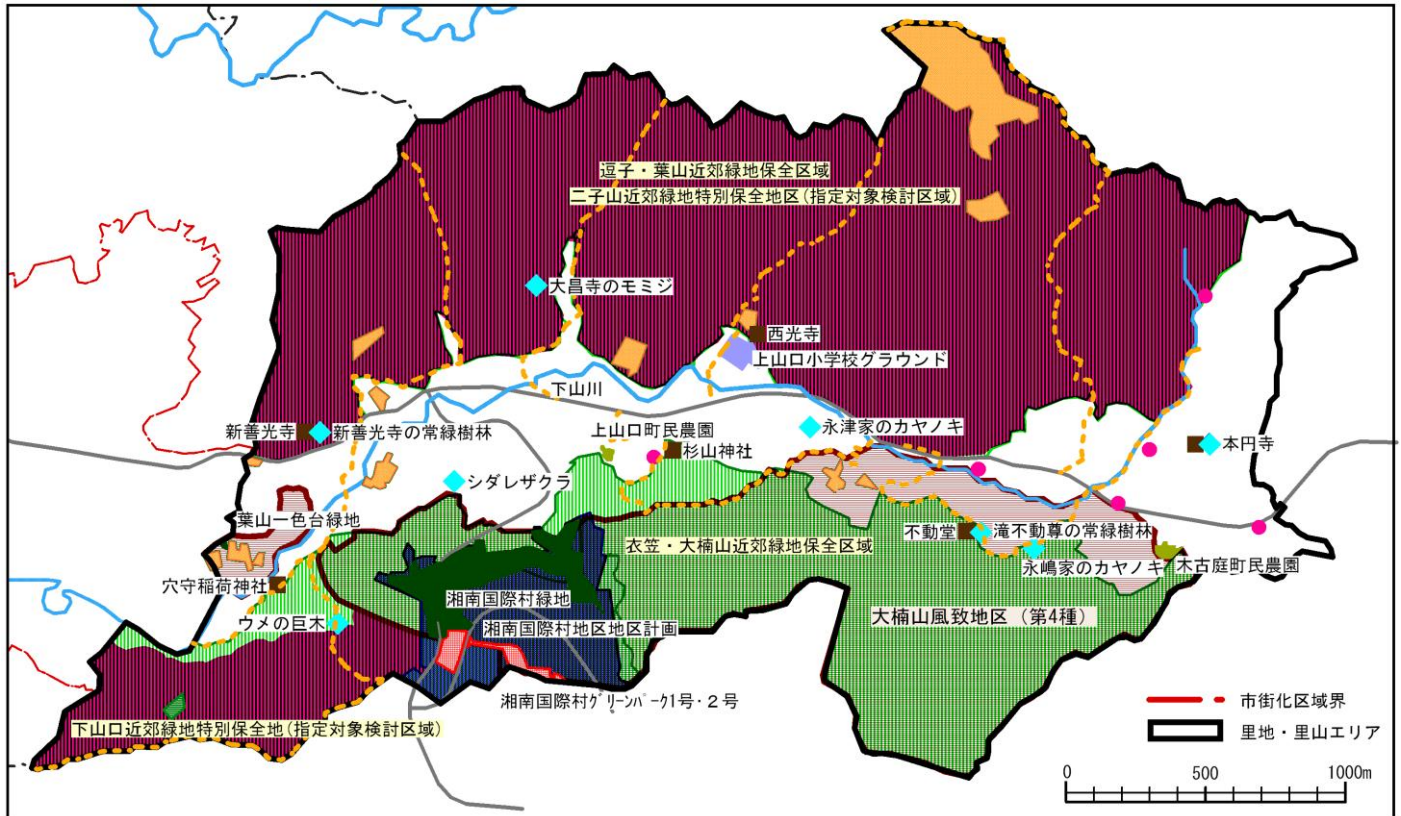 逗子・葉山近郊緑地保全区域
二子山近郊緑地特別保全地区(指定対象検討区域)
大昌寺のモミジ
西光寺
上山口小学校グラウンド
下山川
新善光寺
新善光寺の常緑樹林
上山口町民農園
永津家のカヤノキ
杉山神社
本円寺
シダレザクラ
葉山一色台緑地
不動堂
滝不動尊の常緑樹林
衣笠・大楠山近郊緑地保全区域
永嶋家のカヤノキ
木古庭町民農園
穴守稲荷神社
湘南国際村緑地
ウメの巨木
湘南国際村地区地区計画
大楠山風致地区(第4種)
湘南国際村グリーンパーク1号・2号
下山口近郊緑地特別保全地(指定対象検討区域)
市街化区域界
里地・里山エリア
0 500 1000m